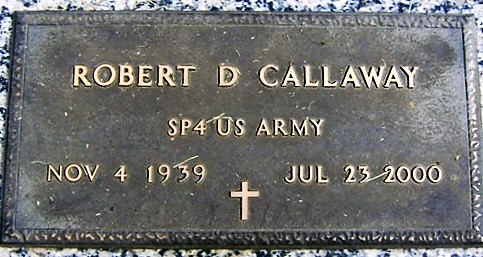 ROBERT D CALLAWAY
SP4 US ARMY
NOV 4 1939 JUL 23 2000